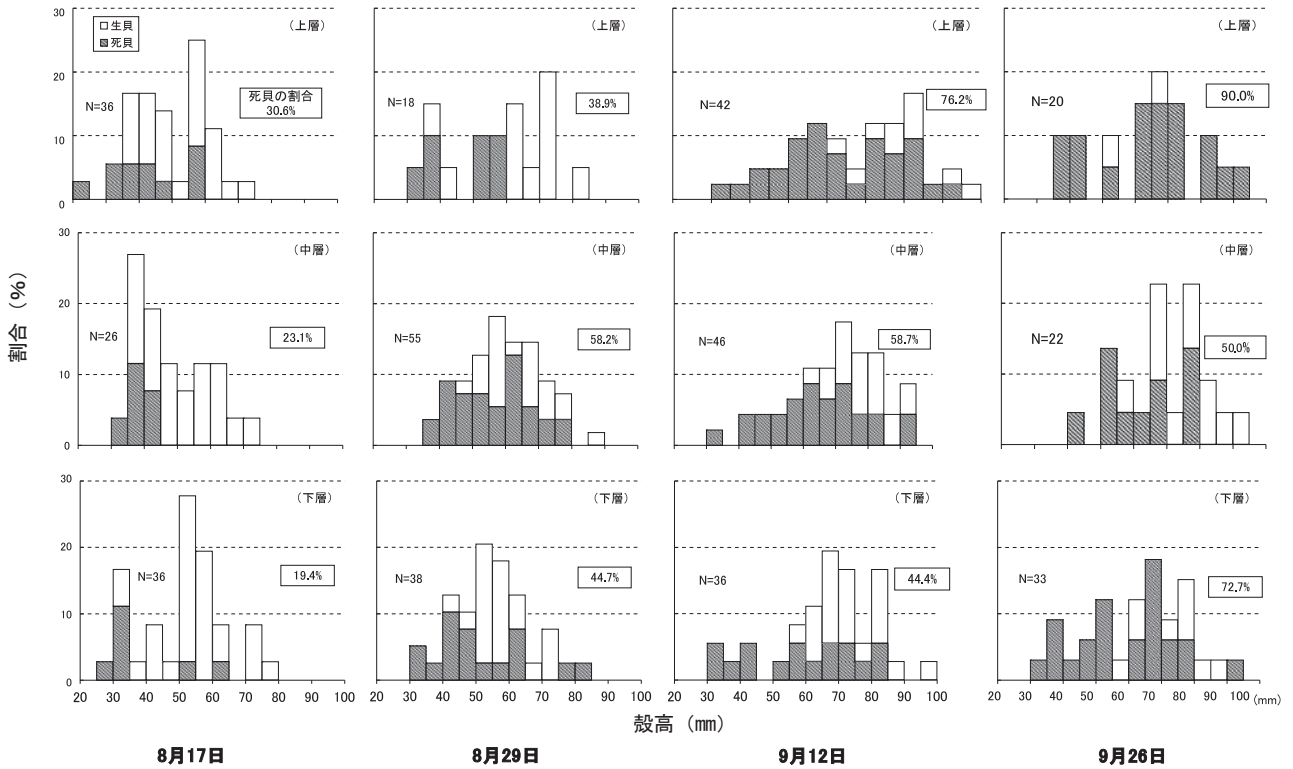 30
20
10
0
□生貝
死貝
（上層）
N=36
死貝の割合
30.6%
（上層）
N=18
38.9%
（上層）
N=42
76.2%
（上層）
N=20
90.0%
割合（%）
30
20
10
0
（中層）
N=26
23.1%
（中層）
N=55
58.2%
（中層）
N=46
58.7%
（中層）
N=22
50.0%
30
20
10
0
（下層）
N=36
19.4%
（下層）
N=38
44.7%
（下層）
N=36
44.4%
（下層）
N=33
72.7%
20 30 40 50 60 70 80 90 100
20 30 40 50 60 70 80 90 100
20 30 40 50 60 70 80 90 100
20 30 40 50 60 70 80 90 100 (mm)
殻高（mm）
8月17日 8月29日 9月12日 9月26日